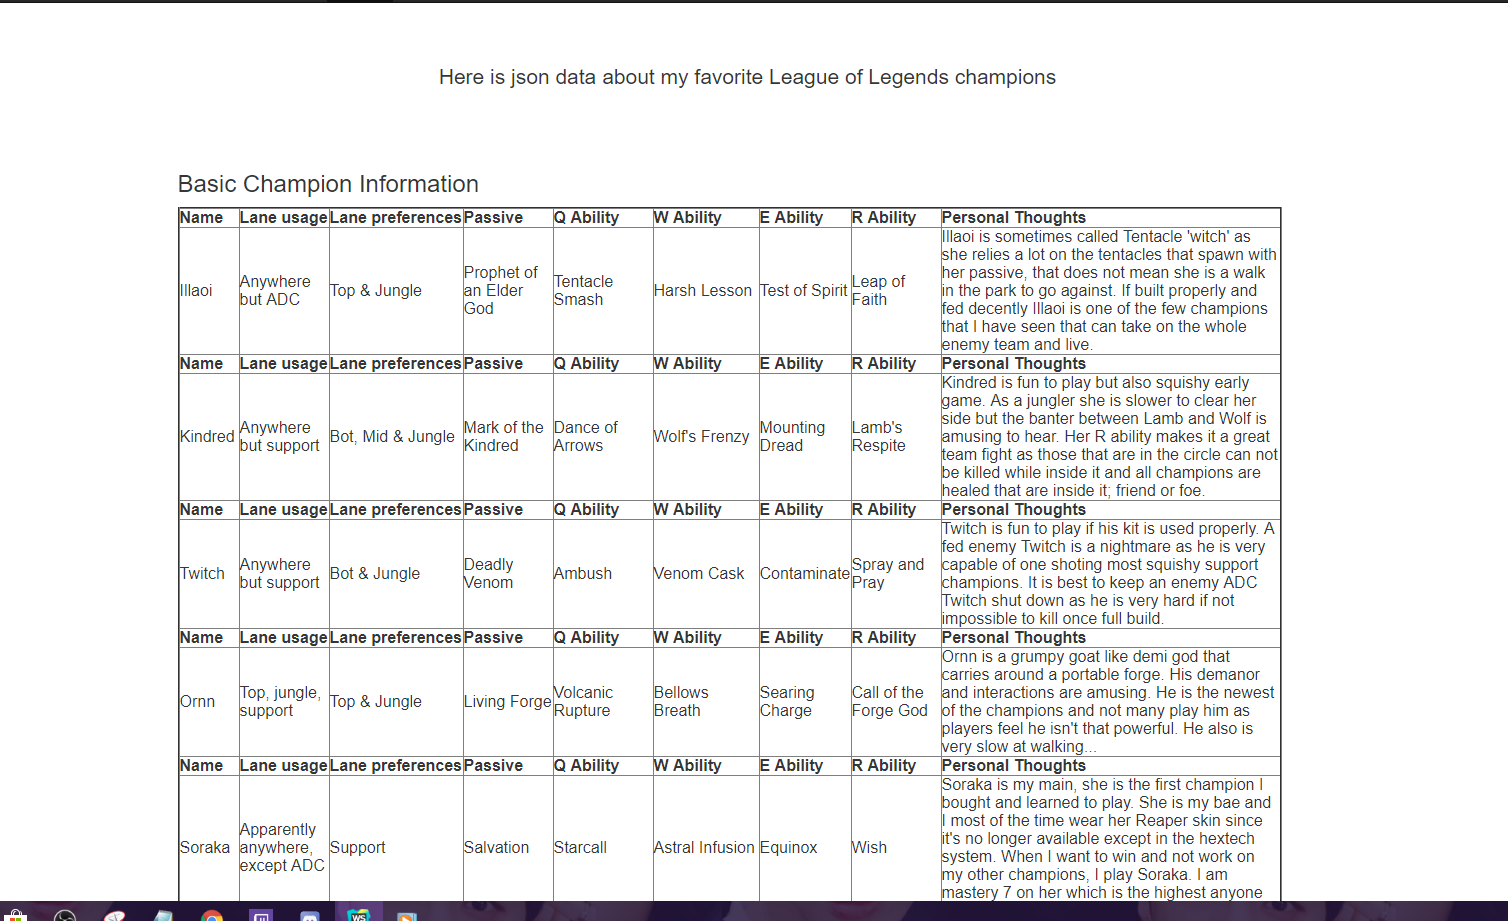 Here is json data about my favorite League of Legends champions
Basic Champion Information
Name Lane usage Lane preferences Passive Q Ability W Ability E Ability R Ability Personal Thoughts
Illaoi
Anywhere
but ADC
Top & Jungle
Prophet of
an Elder
God
Tentacle
Smash
Harsh Lesson
Test of Spirit
Leap of
Faith
Illaoi is sometimes called Tentacle 'witch' as
she relies a lot on the tentacles that spawn with
her passive, that does not mean she is a walk
in the park to go against. If built properly and
fed decently Illaoi is one of the few champions
that I have seen that can take on the whole
enemy team and live.
Name Lane usage Lane preferences Passive Q Ability W Ability E Ability R Ability Personal Thoughts
Kindred
Anywhere
but support
Bot, Mid & Jungle
Mark of the
Kindred
Dance of
Arrows
Wolf's Frenzy
Mounting
Dread
Lamb's
Respite
Kindred is fun to play but also squishy early
game. As a jungler she is slower to clear her
side but the banter between Lamb and Wolf is
amusing to hear. Her R ability makes it a great
team fight as those that are in the circle can not
be killed while inside it and all champions are
healed that are inside it; friend or foe.
Name Lane usage Lane preferences Passive Q Ability W Ability E Ability R Ability Personal Thoughts
Twitch
Anywhere
but support
Bot & Jungle
Deadly
Venom
Ambush
Venom Cask
Contaminate
Spray and
Pray
Twitch is fun to play if his kit is used properly. A
fed enemy Twitch is a nightmare as he is very
capable of one shoting most squishy support
champions. It is best to keep an enemy ADC
Twitch shut down as he is very hard if not
impossible to kill once full build.
Name Lane usage Lane preferences Passive Q Ability W Ability E Ability R Ability Personal Thoughts
Ornn
Top, jungle,
support
Top & Jungle
Living Forge
Volcanic
Rupture
Bellows
Breath
Searing
Charge
Call of the
Forge God
Ornn is a grumpy goat like demi god that
carries around a portable forge. His demanor
and interactions are amusing. He is the newest
of the champions and not many play him as
players feel he isn't that powerful. He also is
very slow at walking...
Name Lane usage Lane preferences Passive Q Ability W Ability E Ability R Ability Personal Thoughts
Soraka
Apparently
anywhere,
except ADC
Support
Salvation
Starcall
Astral Infusion
Equinox
Wish
Soraka is my main, she is the first champion I
bought and learned to play. She is my bae and
I most of the time wear her Reaper skin since
it's no longer available except in the hextech
system. When I want to win and not work on
my other champions, I play Soraka. I am
mastery 7 on her which is the highest anyone
WS